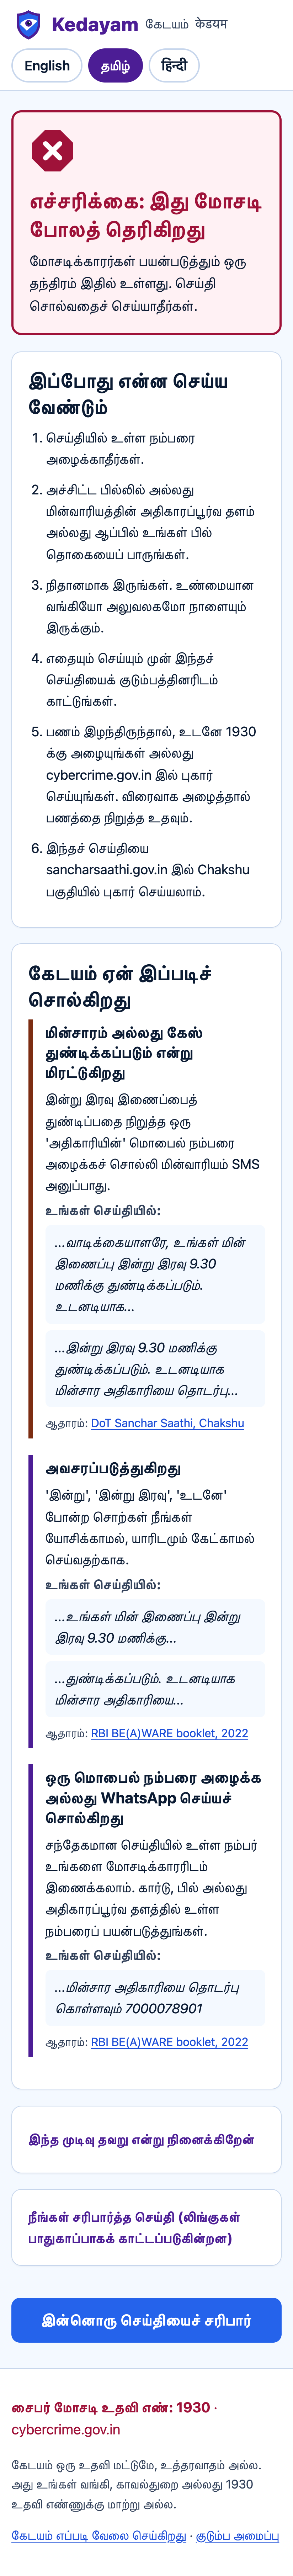 Kedayam கேடயம் केडयम
English தமிழ் हिन्दी
எச்சரிக்கை: இது மோசடி
போலத் தெரிகிறது
மோசடிக்காரர்கள் பயன்படுத்தும் ஒரு
தந்திரம் இதில் உள்ளது. செய்தி
சொல்வதைச் செய்யாதீர்கள்.
இப்போது என்ன செய்ய
வேண்டும்
1. செய்தியில் உள்ள நம்பரை
அழைக்காதீர்கள்.
2. அச்சிட்ட பில்லில் அல்லது
மின்வாரியத்தின் அதிகாரப்பூர்வ தளம்
அல்லது ஆப்பில் உங்கள் பில்
தொகையைப் பாருங்கள்.
3. நிதானமாக இருங்கள். உண்மையான
வங்கியோ அலுவலகமோ நாளையும்
இருக்கும்.
4. எதையும் செய்யும் முன் இந்தச்
செய்தியைக் குடும்பத்தினரிடம்
காட்டுங்கள்.
5. பணம் இழந்திருந்தால், உடனே 1930
க்கு அழையுங்கள் அல்லது
cybercrime.gov.in இல் புகார்
செய்யுங்கள். விரைவாக அழைத்தால்
பணத்தை நிறுத்த உதவும்.
6. இந்தச் செய்தியை
sancharsaathi.gov.in இல் Chakshu
பகுதியில் புகார் செய்யலாம்.
கேடயம் ஏன் இப்படிச்
சொல்கிறது
மின்சாரம் அல்லது கேஸ்
துண்டிக்கப்படும் என்று
மிரட்டுகிறது
இன்று இரவு இணைப்பைத்
துண்டிப்பதை நிறுத்த ஒரு
'அதிகாரியின்' மொபைல் நம்பரை
அழைக்கச் சொல்லி மின்வாரியம் SMS
அனுப்பாது.
உங்கள் செய்தியில்:
...வாடிக்கையாளரே, உங்கள் மின்
இணைப்பு இன்று இரவு 9.30
மணிக்கு துண்டிக்கப்படும்.
உடனடியாக...
...இன்று இரவு 9.30 மணிக்கு
துண்டிக்கப்படும். உடனடியாக
மின்சார அதிகாரியை தொடர்பு...
ஆதாரம்: DoT Sanchar Saathi, Chakshu
அவசரப்படுத்துகிறது
'இன்று', 'இன்று இரவு', 'உடனே'
போன்ற சொற்கள் நீங்கள்
யோசிக்காமல், யாரிடமும் கேட்காமல்
செய்வதற்காக.
உங்கள் செய்தியில்:
...உங்கள் மின் இணைப்பு இன்று
இரவு 9.30 மணிக்கு...
...துண்டிக்கப்படும். உடனடியாக
மின்சார அதிகாரியை...
ஆதாரம்: RBI BE(A)WARE booklet, 2022
ஒரு மொபைல் நம்பரை அழைக்க
அல்லது WhatsApp செய்யச்
சொல்கிறது
சந்தேகமான செய்தியில் உள்ள நம்பர்
உங்களை மோசடிக்காரரிடம்
இணைக்கலாம். கார்டு, பில் அல்லது
அதிகாரப்பூர்வ தளத்தில் உள்ள
நம்பரைப் பயன்படுத்துங்கள்.
உங்கள் செய்தியில்:
...மின்சார அதிகாரியை தொடர்பு
கொள்ளவும் 7000078901
ஆதாரம்: RBI BE(A)WARE booklet, 2022
இந்த முடிவு தவறு என்று நினைக்கிறேன்
நீங்கள் சரிபார்த்த செய்தி (லிங்குகள்
பாதுகாப்பாகக் காட்டப்படுகின்றன)
இன்னொரு செய்தியைச் சரிபார்
சைபர் மோசடி உதவி எண்: 1930 ·
cybercrime.gov.in
கேடயம் ஒரு உதவி மட்டுமே, உத்தரவாதம் அல்ல.
அது உங்கள் வங்கி, காவல்துறை அல்லது 1930
உதவி எண்ணுக்கு மாற்று அல்ல.
கேடயம் எப்படி வேலை செய்கிறது · குடும்ப அமைப்பு